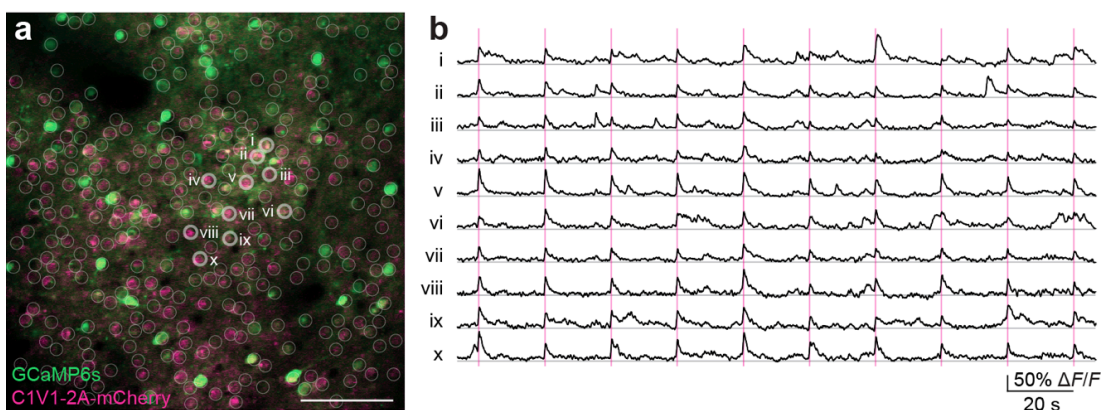 a
i
ii
iii
iv
v
vi
vii
viii
ix
x
GCaMP6s
C1V1-2A-mCherry
b
i
ii
iii
iv
v
vi
vii
viii
ix
x
50% ΔF/F
20 s